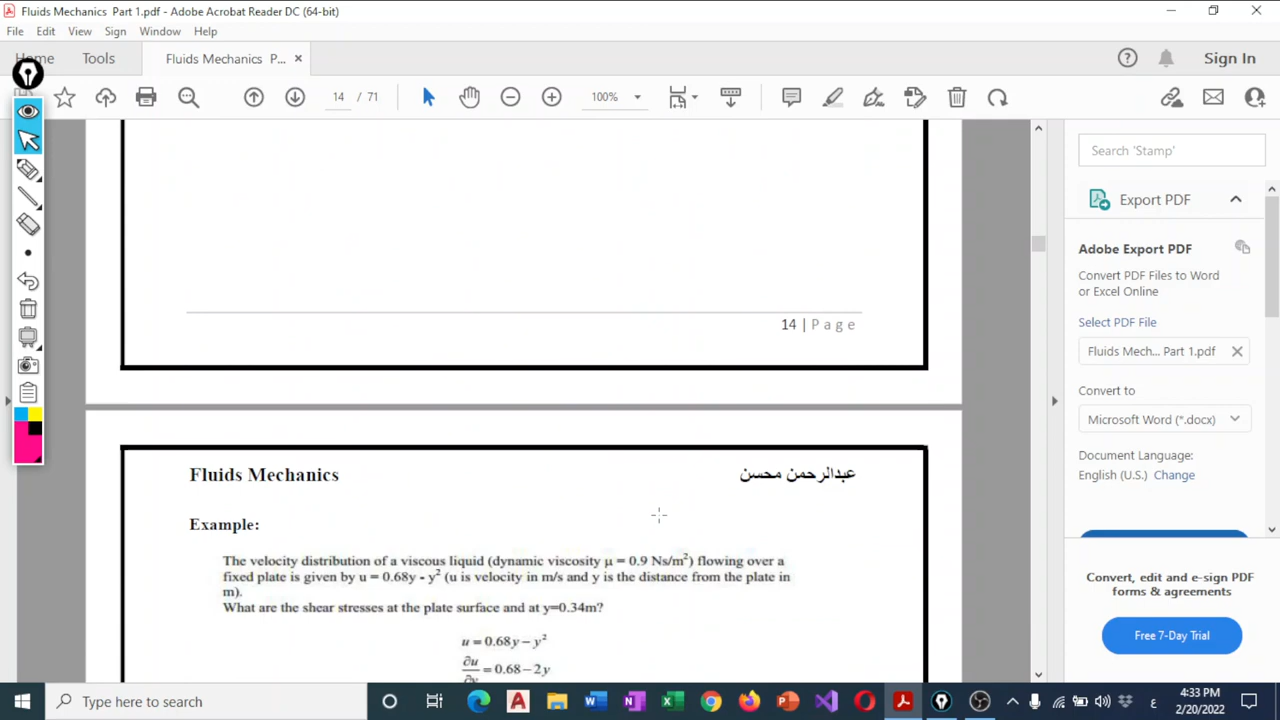 Fluids Mechanics Part 1.pdf - Adobe Acrobat Reader DC (64-bit)
File Edit View Sign Window Help
Home Tools Fluids Mechanics P... ×
Sign In
14 / 71
100%
Search 'Stamp'
Export PDF
Adobe Export PDF
Convert PDF Files to Word
or Excel Online
Select PDF File
Fluids Mech... Part 1.pdf
Convert to
Microsoft Word (*.docx)
Document Language:
English (U.S.) Change
Convert, edit and e-sign PDF
forms & agreements
Free 7-Day Trial
14 | Page
Fluids Mechanics
عبدالرحمن محسن
Example:
The velocity distribution of a viscous liquid (dynamic viscosity μ = 0.9 Ns/m²) flowing over a
fixed plate is given by u = 0.68y - y² (u is velocity in m/s and y is the distance from the plate in
m).
What are the shear stresses at the plate surface and at y=0.34m?
u = 0.68y − y²
∂u/∂y = 0.68 − 2y
Type here to search
ع
4:33 PM
2/20/2022